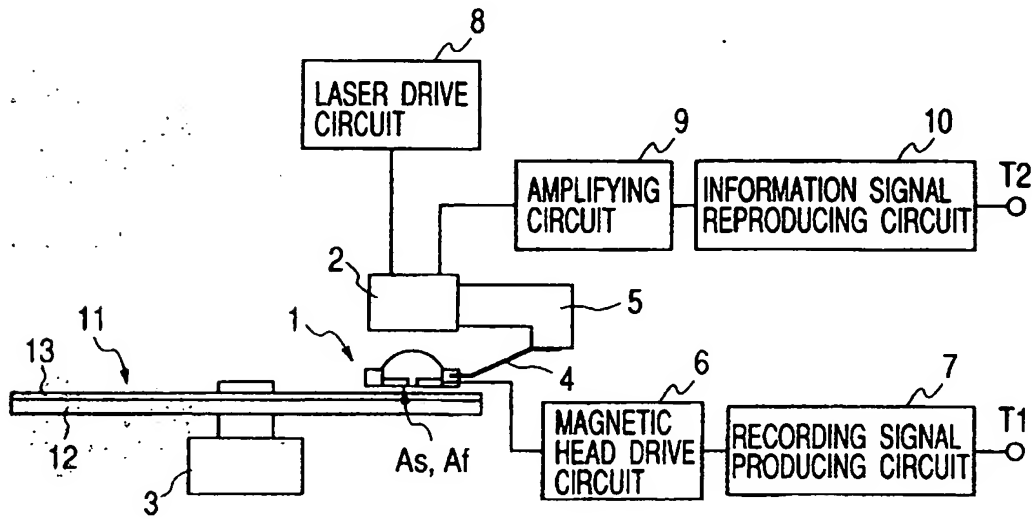 8
LASER DRIVE
CIRCUIT
9
AMPLIFYING
CIRCUIT
10
INFORMATION SIGNAL
REPRODUCING CIRCUIT
T2
2
5
1
4
11
13
12
3
As, Af
6
MAGNETIC
HEAD DRIVE
CIRCUIT
7
RECORDING SIGNAL
PRODUCING CIRCUIT
T1